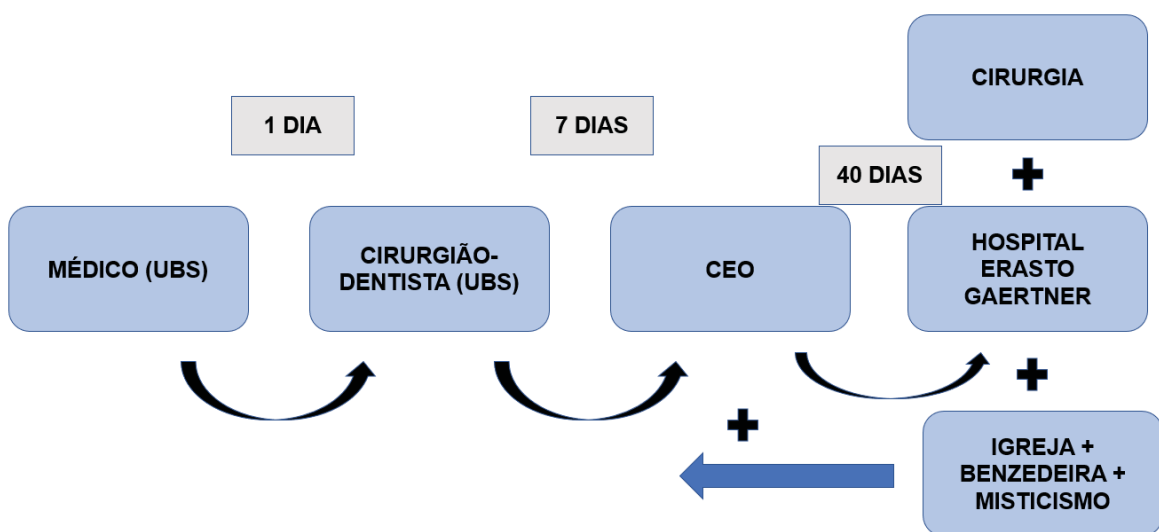 CIRURGIA
1 DIA
7 DIAS
40 DIAS
MÉDICO (UBS)
CIRURGIÃO-
DENTISTA (UBS)
CEO
HOSPITAL
ERASTO
GAERTNER
IGREJA +
BENZEDEIRA +
MISTICISMO